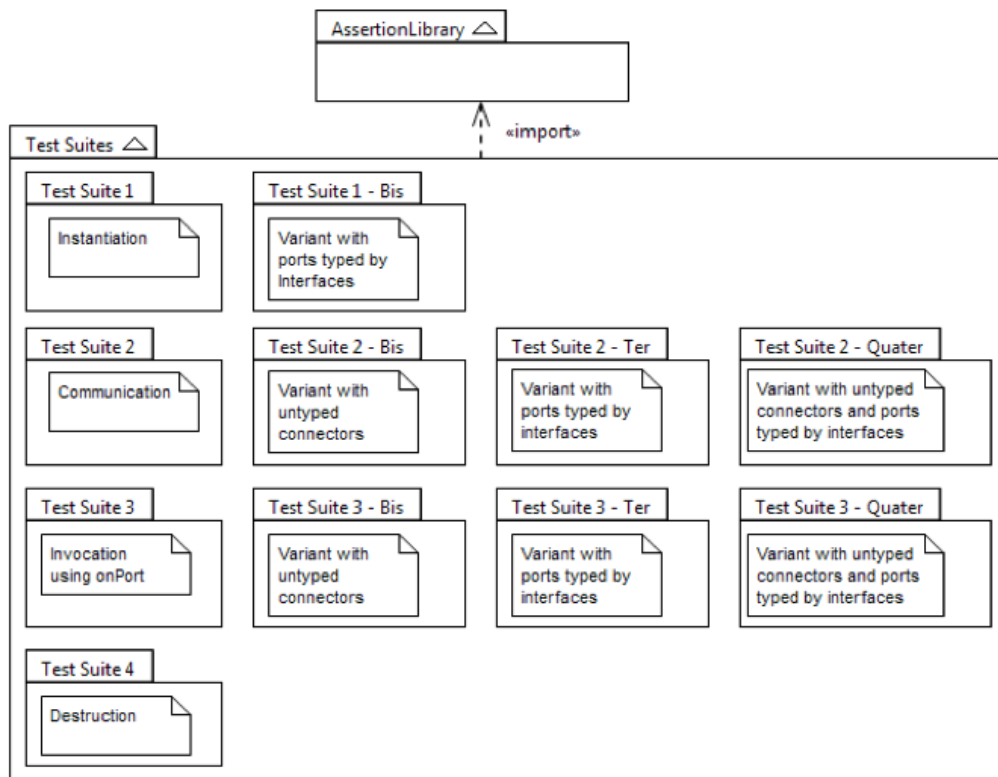 AssertionLibrary
«import»
Test Suites
Test Suite 1
Test Suite 1 - Bis
Instantiation
Variant with
ports typed by
Interfaces
Test Suite 2
Test Suite 2 - Bis
Test Suite 2 - Ter
Test Suite 2 - Quater
Communication
Variant with
untyped
connectors
Variant with
ports typed by
interfaces
Variant with untyped
connectors and ports
typed by interfaces
Test Suite 3
Test Suite 3 - Bis
Test Suite 3 - Ter
Test Suite 3 - Quater
Invocation
using onPort
Variant with
untyped
connectors
Variant with
ports typed by
interfaces
Variant with untyped
connectors and ports
typed by interfaces
Test Suite 4
Destruction